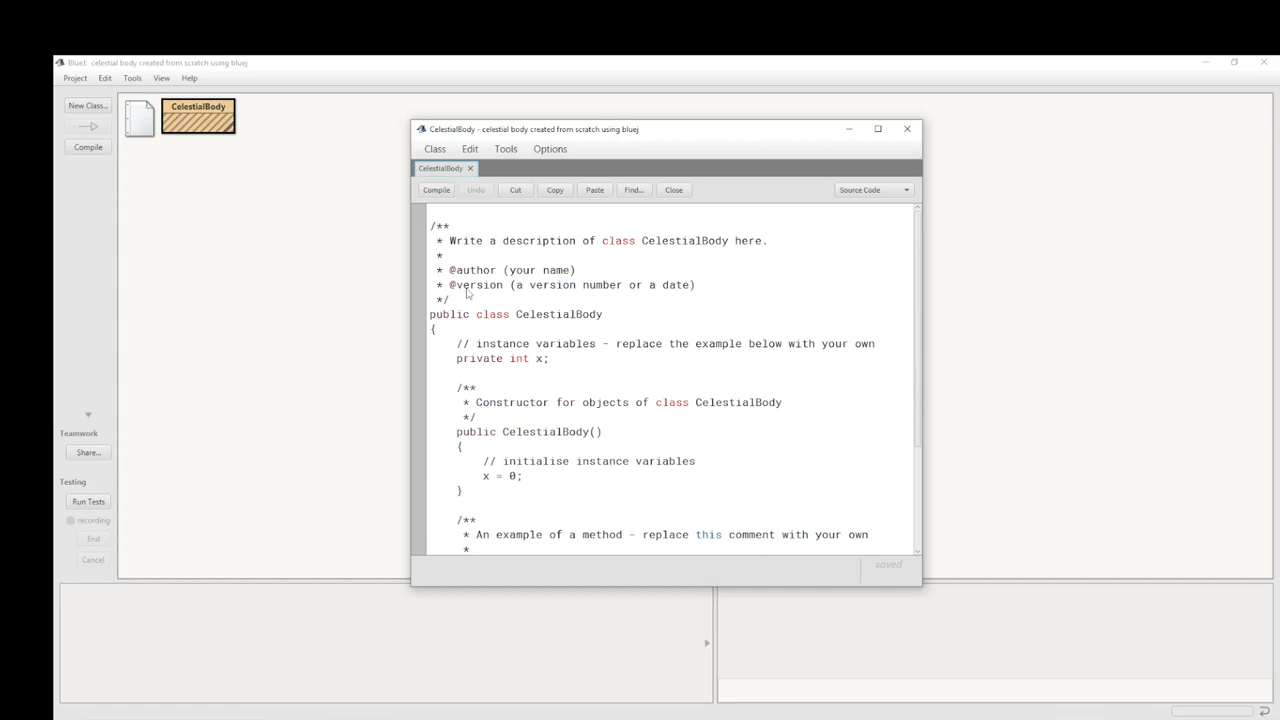 BlueJ: celestial body created from scratch using bluej
Project Edit Tools View Help
New Class...
Compile
CelestialBody
CelestialBody - celestial body created from scratch using bluej
Class Edit Tools Options
CelestialBody
Compile Undo Cut Copy Paste Find... Close Source Code
/**
* Write a description of class CelestialBody here.
*
* @author (your name)
* @version (a version number or a date)
*/
public class CelestialBody
{
// instance variables - replace the example below with your own
private int x;
/**
* Constructor for objects of class CelestialBody
*/
public CelestialBody()
{
// initialise instance variables
x = 0;
}
/**
* An example of a method - replace this comment with your own
*
saved
Teamwork
Share...
Testing
Run Tests
recording
End
Cancel